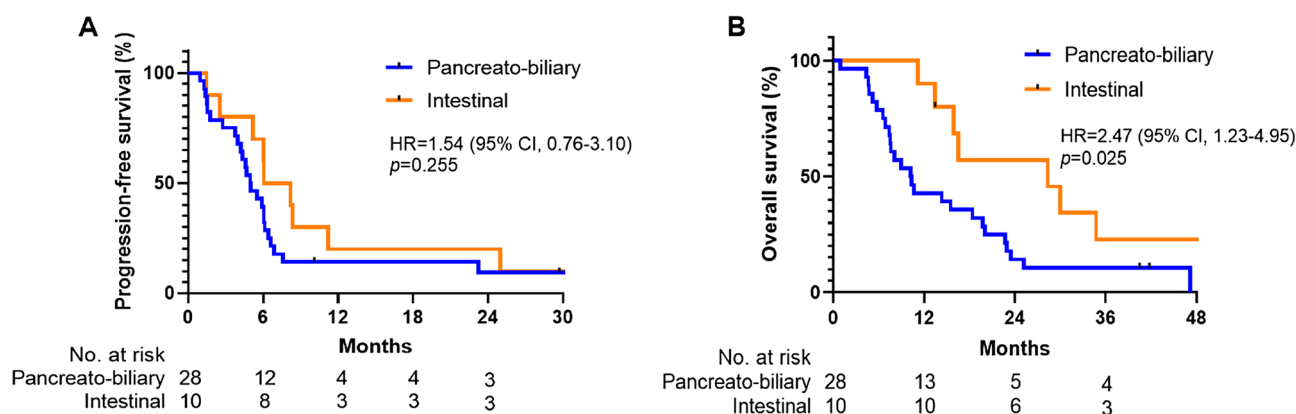 A
Progression-free survival (%)
100
50
0
0 6 12 18 24 30
Months
Pancreato-biliary
Intestinal
HR=1.54 (95% CI, 0.76-3.10)
p=0.255
No. at risk
Pancreato-biliary 28 12 4 4 3
Intestinal 10 8 3 3 3
B
Overall survival (%)
100
50
0
0 12 24 36 48
Months
Pancreato-biliary
Intestinal
HR=2.47 (95% CI, 1.23-4.95)
p=0.025
No. at risk
Pancreato-biliary 28 13 5 4
Intestinal 10 10 6 3